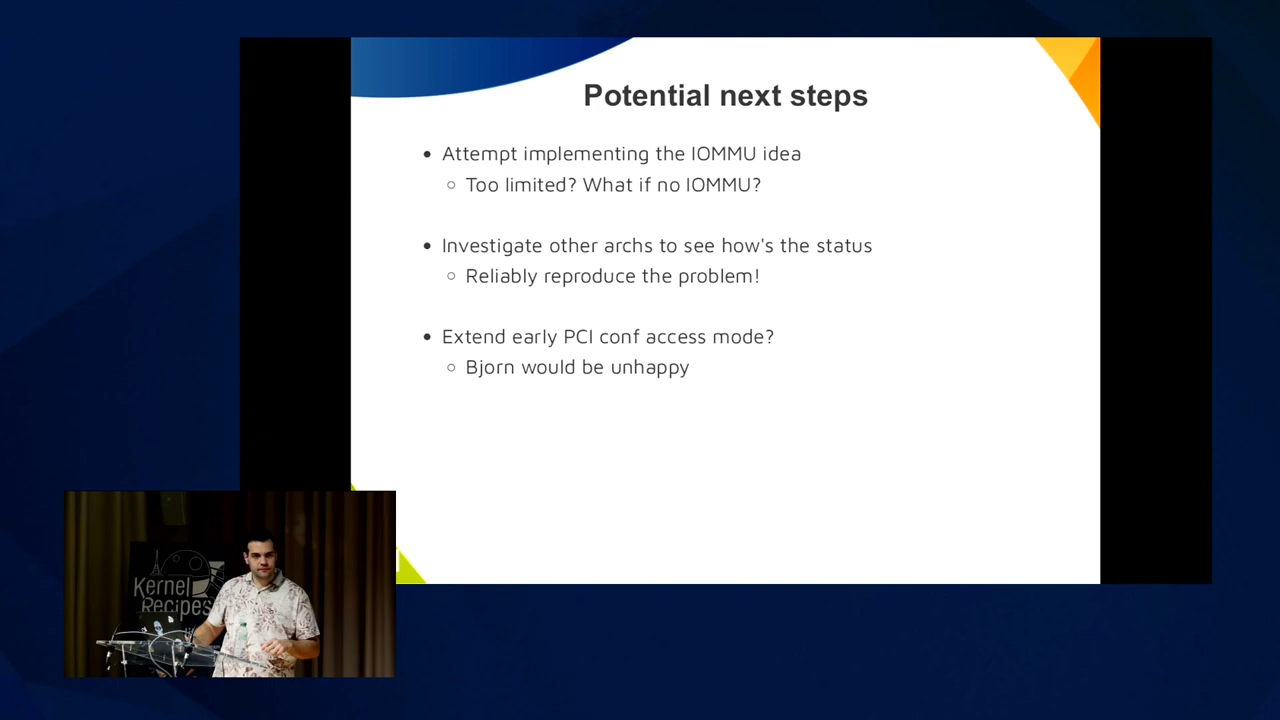 Potential next steps
• Attempt implementing the IOMMU idea
○ Too limited? What if no IOMMU?
• Investigate other archs to see how's the status
○ Reliably reproduce the problem!
• Extend early PCI conf access mode?
○ Bjorn would be unhappy
Kernel
Recipes